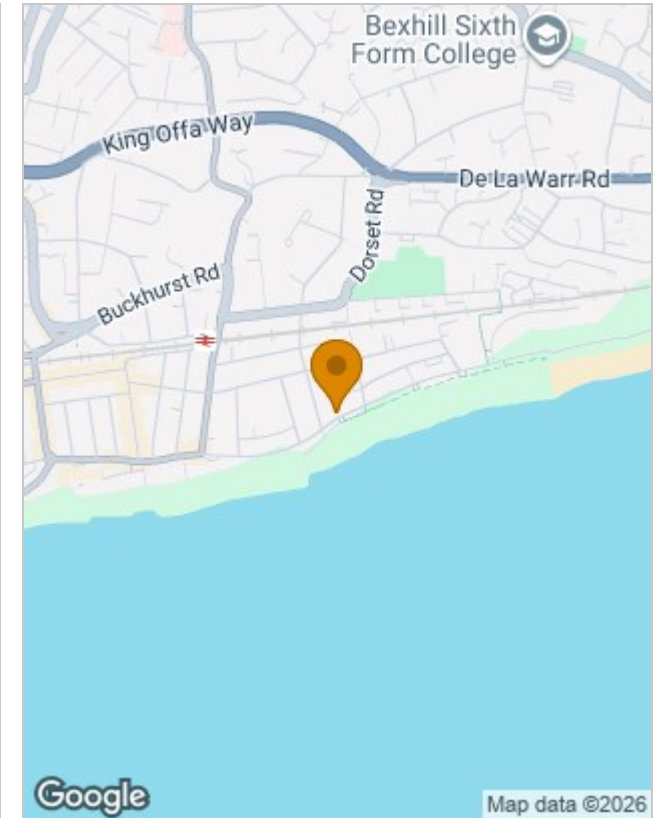 Bexhill Sixth
Form College
King Offa Way
De La Warr Rd
Dorset Rd
Buckhurst Rd
Google
Map data ©2026